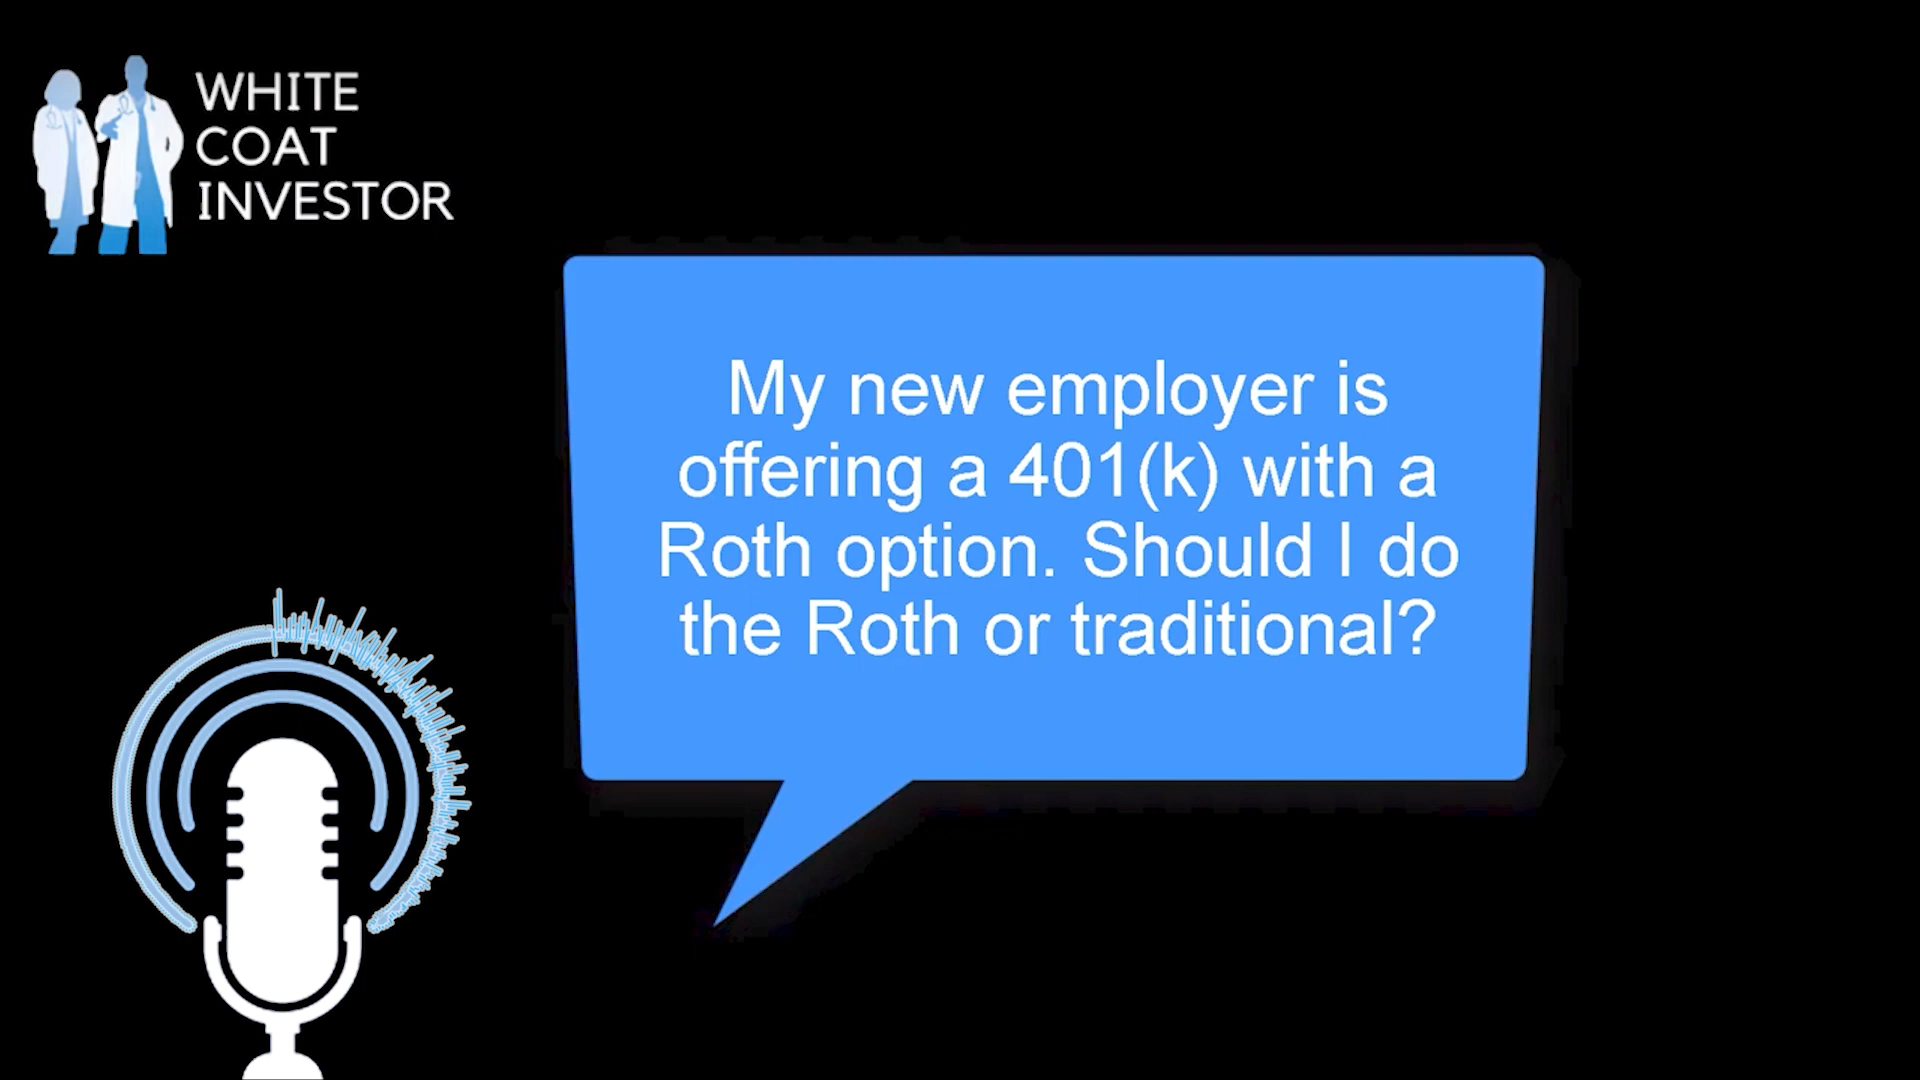 WHITE
COAT
INVESTOR
My new employer is
offering a 401(k) with a
Roth option. Should I do
the Roth or traditional?